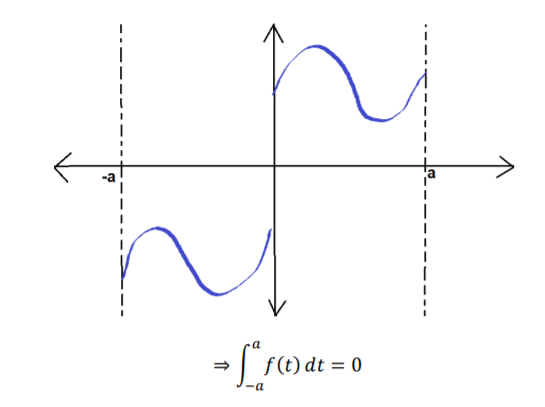 -a a
⇒ ∫_{-a}^{a} f(t) dt = 0